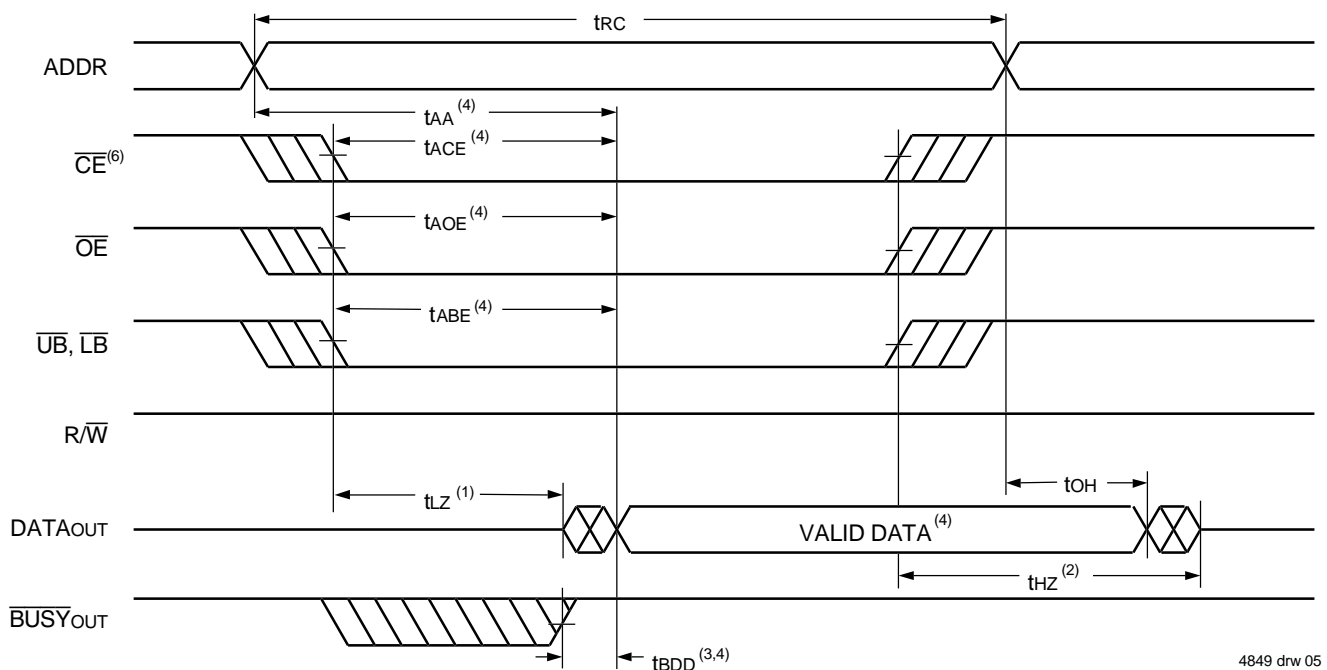 tRC
ADDR
tAA (4)
CE(6)
tACE (4)
OE
tAOE (4)
UB, LB
tABE (4)
R/W
tLZ (1)
tOH
DATAOUT
VALID DATA(4)
tHZ (2)
BUSYOUT
tBDD (3,4)
4849 drw 05